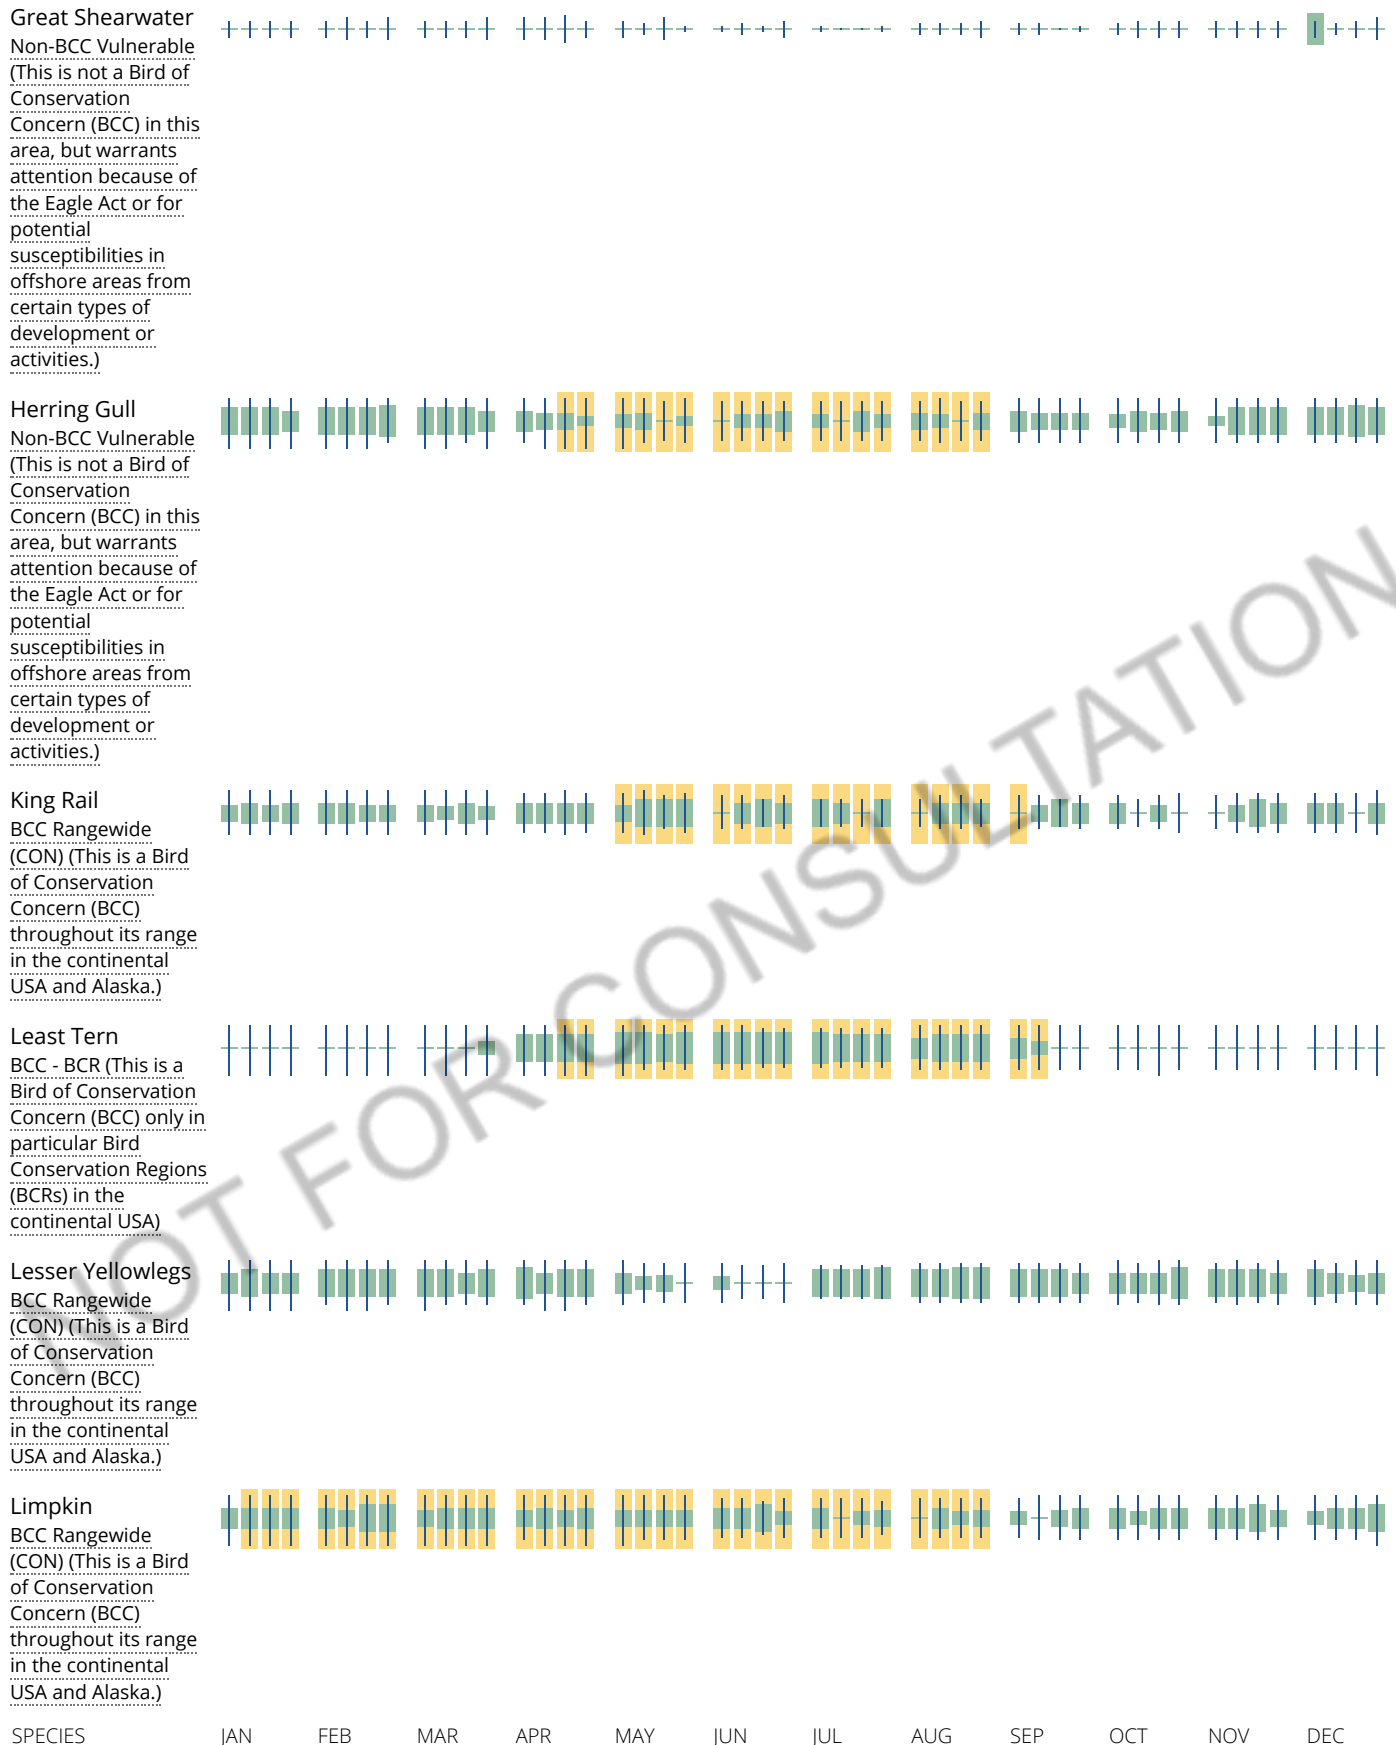 Great Shearwater
Non-BCC Vulnerable
(This is not a Bird of
Conservation
Concern (BCC) in this
area, but warrants
attention because of
the Eagle Act or for
potential
susceptibilities in
offshore areas from
certain types of
development or
activities.)
Herring Gull
Non-BCC Vulnerable
(This is not a Bird of
Conservation
Concern (BCC) in this
area, but warrants
attention because of
the Eagle Act or for
potential
susceptibilities in
offshore areas from
certain types of
development or
activities.)
King Rail
BCC Rangewide
(CON) (This is a Bird
of Conservation
Concern (BCC)
throughout its range
in the continental
USA and Alaska.)
Least Tern
BCC - BCR (This is a
Bird of Conservation
Concern (BCC) only in
particular Bird
Conservation Regions
(BCRs) in the
continental USA)
Lesser Yellowlegs
BCC Rangewide
(CON) (This is a Bird
of Conservation
Concern (BCC)
throughout its range
in the continental
USA and Alaska.)
Limpkin
BCC Rangewide
(CON) (This is a Bird
of Conservation
Concern (BCC)
throughout its range
in the continental
USA and Alaska.)
SPECIES JAN FEB MAR APR MAY JUN JUL AUG SEP OCT NOV DEC
NOT FOR CONSULTATION